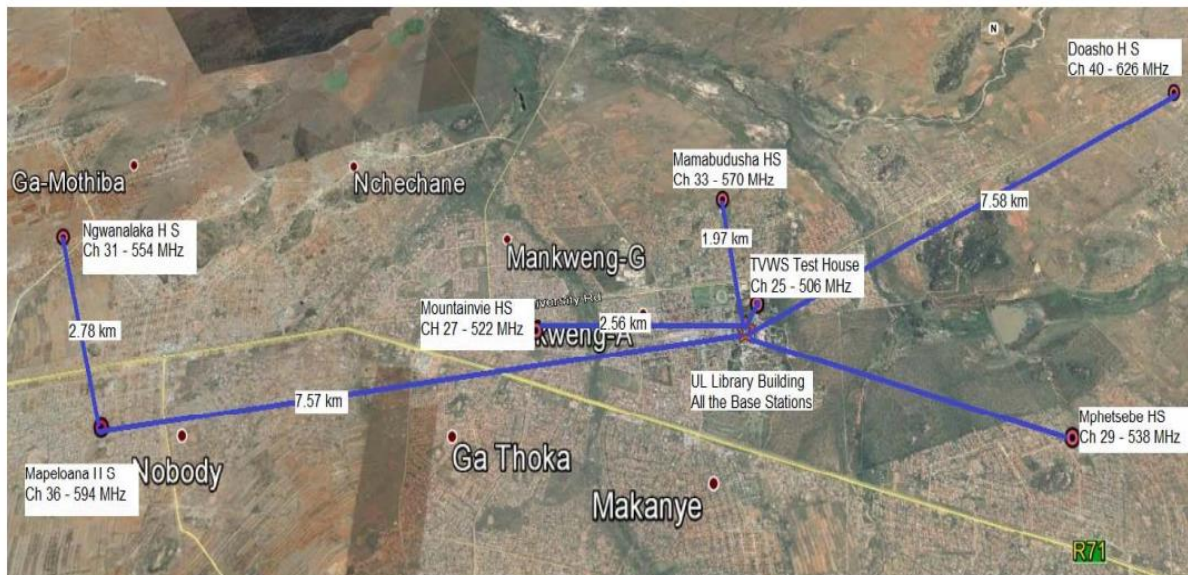 N
Doasho H S
Ch 40 - 626 MHz
Mamabudusha HS
Ch 33 - 570 MHz
Ga-Mothiba
Nchechane
7.58 km
Ngwanalaka H S
Ch 31 - 554 MHz
1.97 km
Mankweng-G
TVWS Test House
Ch 25 - 506 MHz
Mountainvie HS
CH 27 - 522 MHz
iversity Rd
2.78 km
2.56 km
kweng-A
UL Library Building
All the Base Stations
7.57 km
Mphetsebe HS
Ch 29 - 538 MHz
Mapeloana H S
Ch 36 - 594 MHz
Nobody
Ga Thoka
Makanye
R71